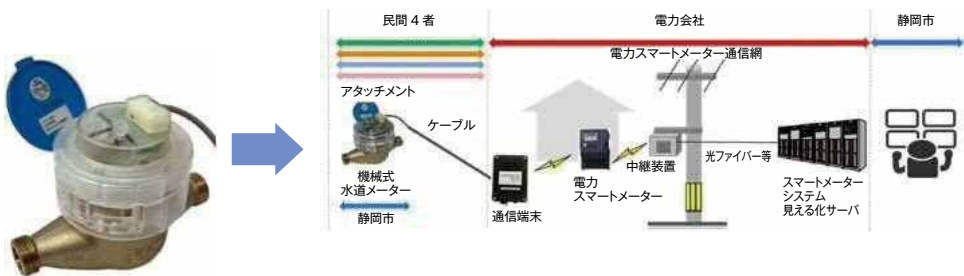 民間４者
電力会社
静岡市
電力スマートメーター通信網
アタッチメント
ケーブル
中継装置
光ファイバー等
機械式
水道メーター
電力
スマートメーター
スマートメーター
システム
見える化サーバ
静岡市
通信端末